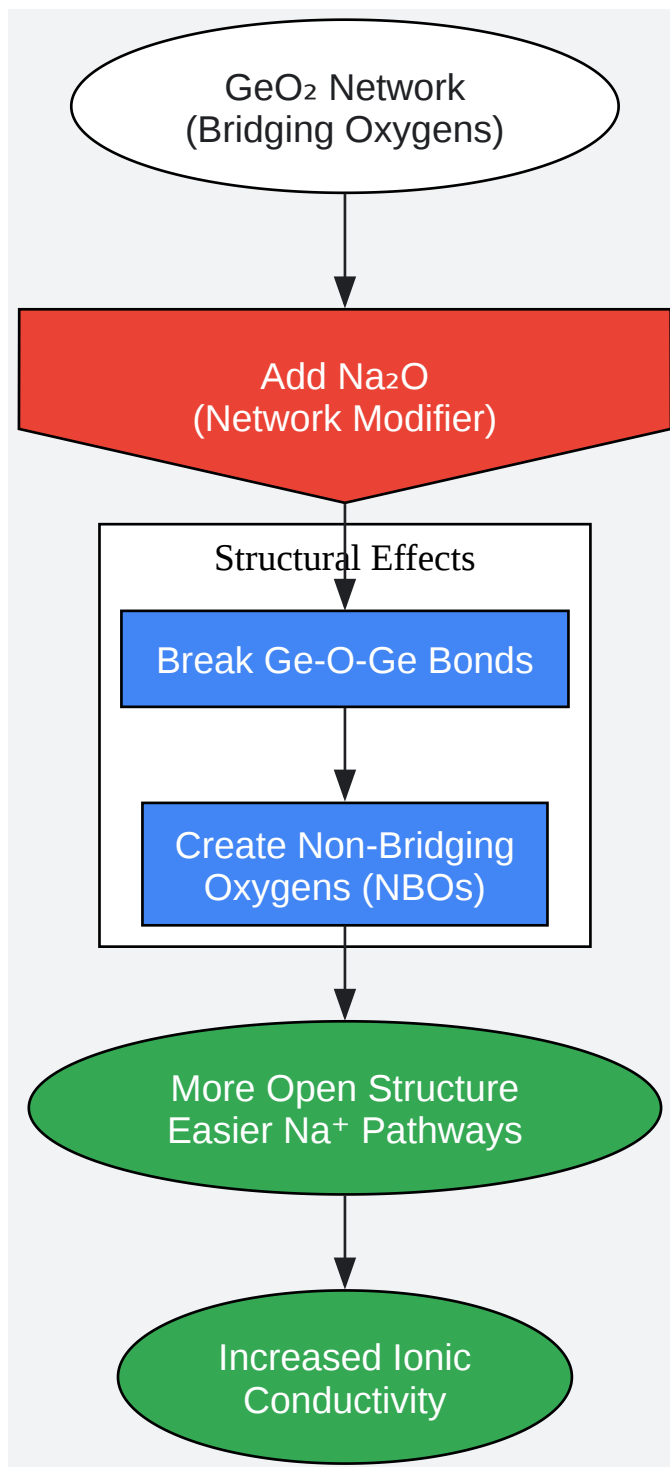 GeO₂ Network
(Bridging Oxygens)
Add Na₂O
(Network Modifier)
Structural Effects
Break Ge-O-Ge Bonds
Create Non-Bridging
Oxygens (NBOs)
More Open Structure
Easier Na⁺ Pathways
Increased Ionic
Conductivity